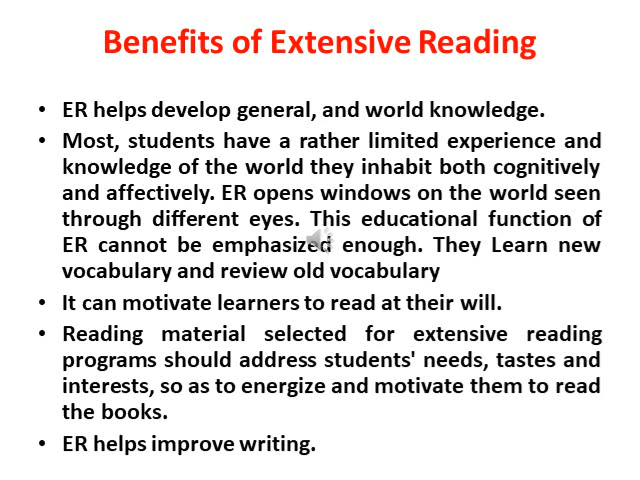 Benefits of Extensive Reading
• ER helps develop general, and world knowledge.
• Most, students have a rather limited experience and
knowledge of the world they inhabit both cognitively
and affectively. ER opens windows on the world seen
through different eyes. This educational function of
ER cannot be emphasized enough. They Learn new
vocabulary and review old vocabulary
• It can motivate learners to read at their will.
• Reading material selected for extensive reading
programs should address students' needs, tastes and
interests, so as to energize and motivate them to read
the books.
• ER helps improve writing.